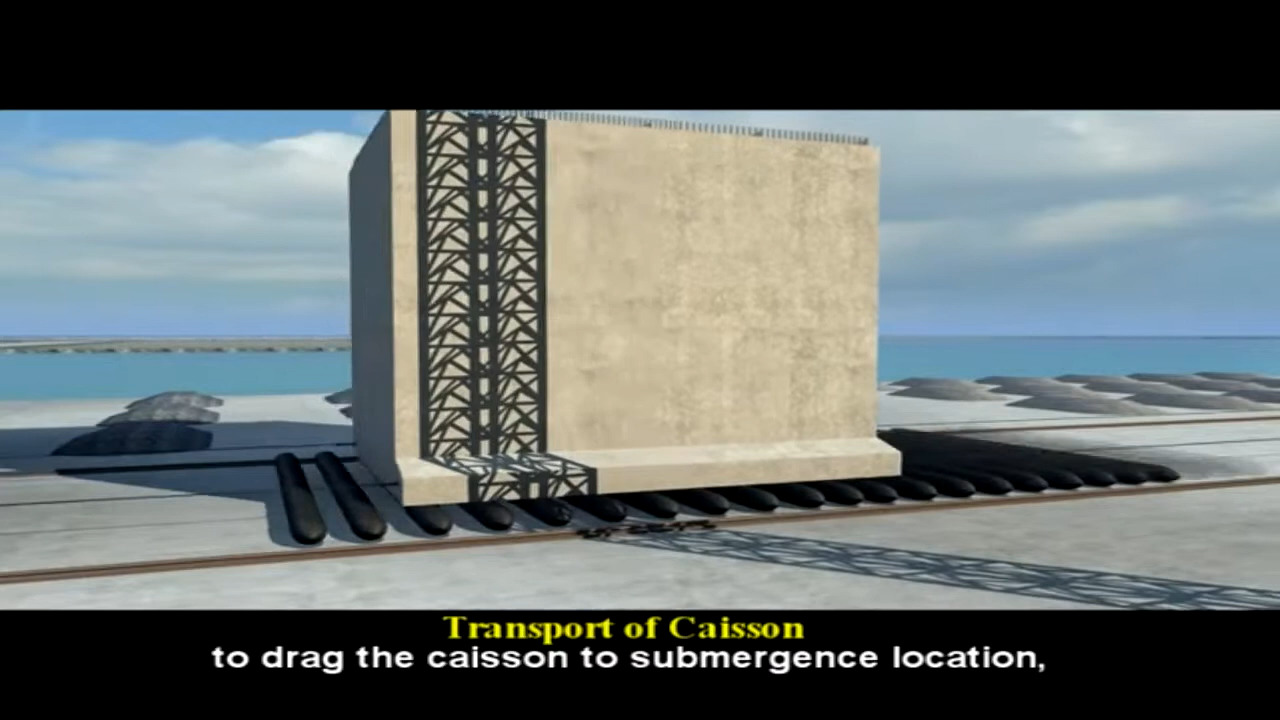 Transport of Caisson
to drag the caisson to submergence location,